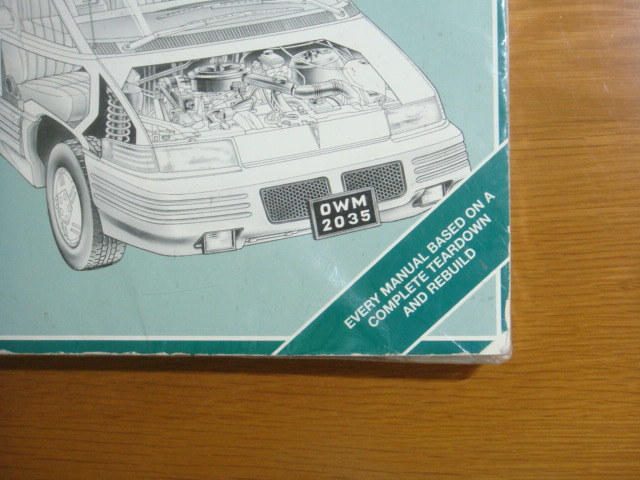 OWM
2035
EVERY MANUAL BASED ON A
COMPLETE TEARDOWN
AND REBUILD